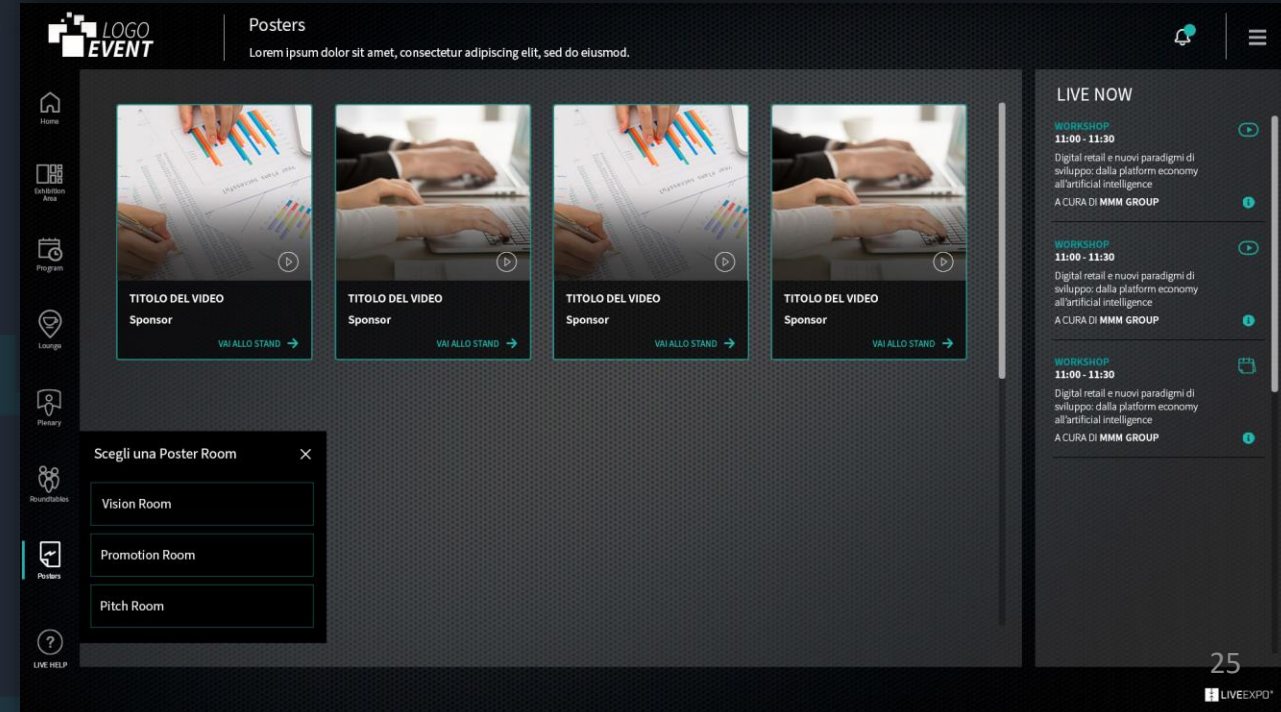 LOGO
EVENT
Posters
Lorem ipsum dolor sit amet, consectetur adipiscing elit, sed do eiusmod.
Home
Exhibition
Area
Program
Lounge
Plenary
Roundtables
Posters
LIVE HELP
TITOLO DEL VIDEO
Sponsor
VAI ALLO STAND
TITOLO DEL VIDEO
Sponsor
VAI ALLO STAND
TITOLO DEL VIDEO
Sponsor
VAI ALLO STAND
TITOLO DEL VIDEO
Sponsor
VAI ALLO STAND
Scegli una Poster Room
Vision Room
Promotion Room
Pitch Room
LIVE NOW
WORKSHOP
11:00 - 11:30
Digital retail e nuovi paradigmi di
sviluppo: dalla platform economy
all'artificial intelligence
A CURA DI MMM GROUP
WORKSHOP
11:00 - 11:30
Digital retail e nuovi paradigmi di
sviluppo: dalla platform economy
all'artificial intelligence
A CURA DI MMM GROUP
WORKSHOP
11:00 - 11:30
Digital retail e nuovi paradigmi di
sviluppo: dalla platform economy
all'artificial intelligence
A CURA DI MMM GROUP
25
LIVEEXPO®